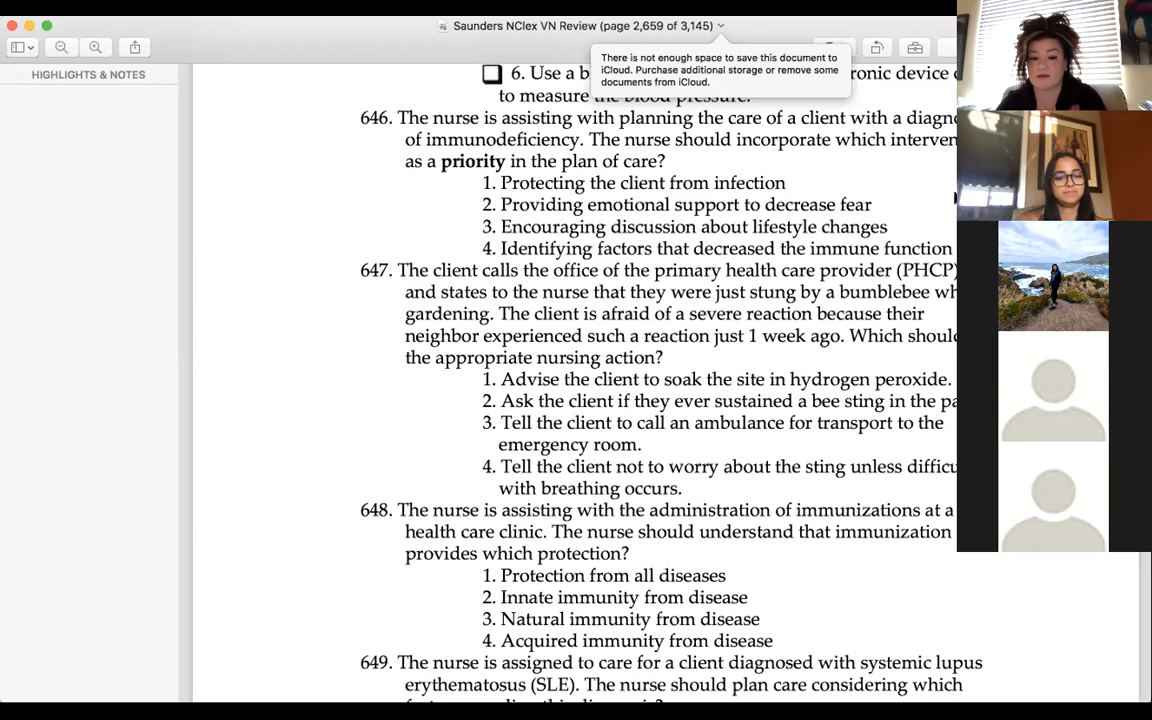 Saunders NClex VN Review (page 2,659 of 3,145)
There is not enough space to save this document to
iCloud. Purchase additional storage or remove some
documents from iCloud.
HIGHLIGHTS & NOTES
6. Use a b ronic device
to measure the blood pressure.
646. The nurse is assisting with planning the care of a client with a diagno
of immunodeficiency. The nurse should incorporate which interven
as a priority in the plan of care?
1. Protecting the client from infection
2. Providing emotional support to decrease fear
3. Encouraging discussion about lifestyle changes
4. Identifying factors that decreased the immune function
647. The client calls the office of the primary health care provider (PHCP)
and states to the nurse that they were just stung by a bumblebee wh
gardening. The client is afraid of a severe reaction because their
neighbor experienced such a reaction just 1 week ago. Which should
the appropriate nursing action?
1. Advise the client to soak the site in hydrogen peroxide.
2. Ask the client if they ever sustained a bee sting in the pa
3. Tell the client to call an ambulance for transport to the
emergency room.
4. Tell the client not to worry about the sting unless difficu
with breathing occurs.
648. The nurse is assisting with the administration of immunizations at a
health care clinic. The nurse should understand that immunization
provides which protection?
1. Protection from all diseases
2. Innate immunity from disease
3. Natural immunity from disease
4. Acquired immunity from disease
649. The nurse is assigned to care for a client diagnosed with systemic lupus
erythematosus (SLE). The nurse should plan care considering which